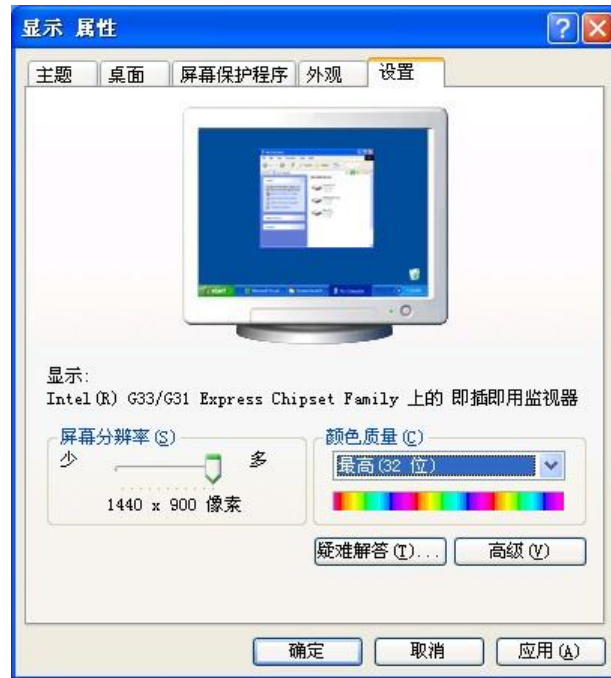 显示 属性
主题 桌面 屏幕保护程序 外观 设置
显示:
Intel(R) G33/G31 Express Chipset Family 上的 即插即用监视器
屏幕分辨率(S) 颜色质量(C)
少 多 最高(32 位)
1440 x 900 像素
疑难解答(T)... 高级(V)
确定 取消 应用(A)